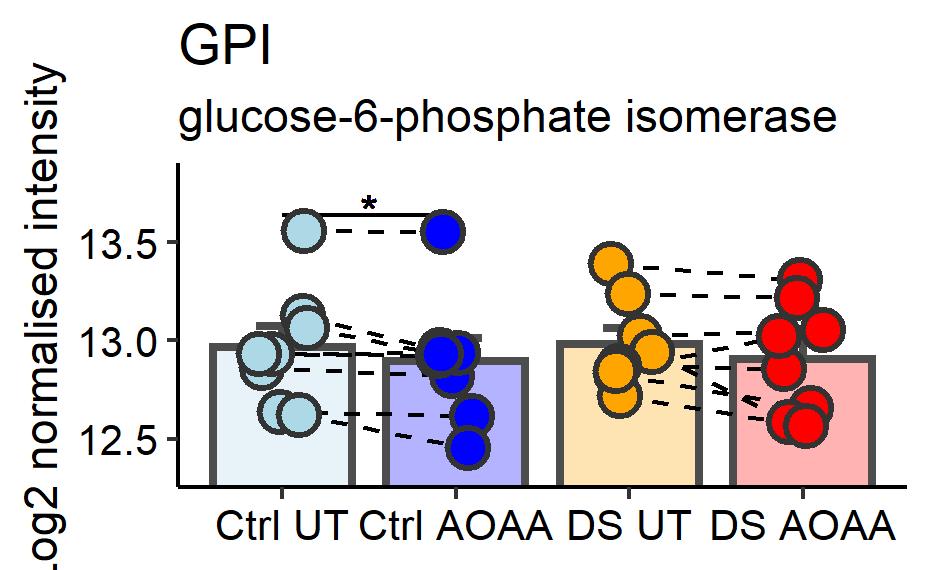 GPI
glucose-6-phosphate isomerase
og2 normalised intensity
*
13.5
13.0
12.5
Ctrl UT
Ctrl AOAA
DS UT
DS AOAA